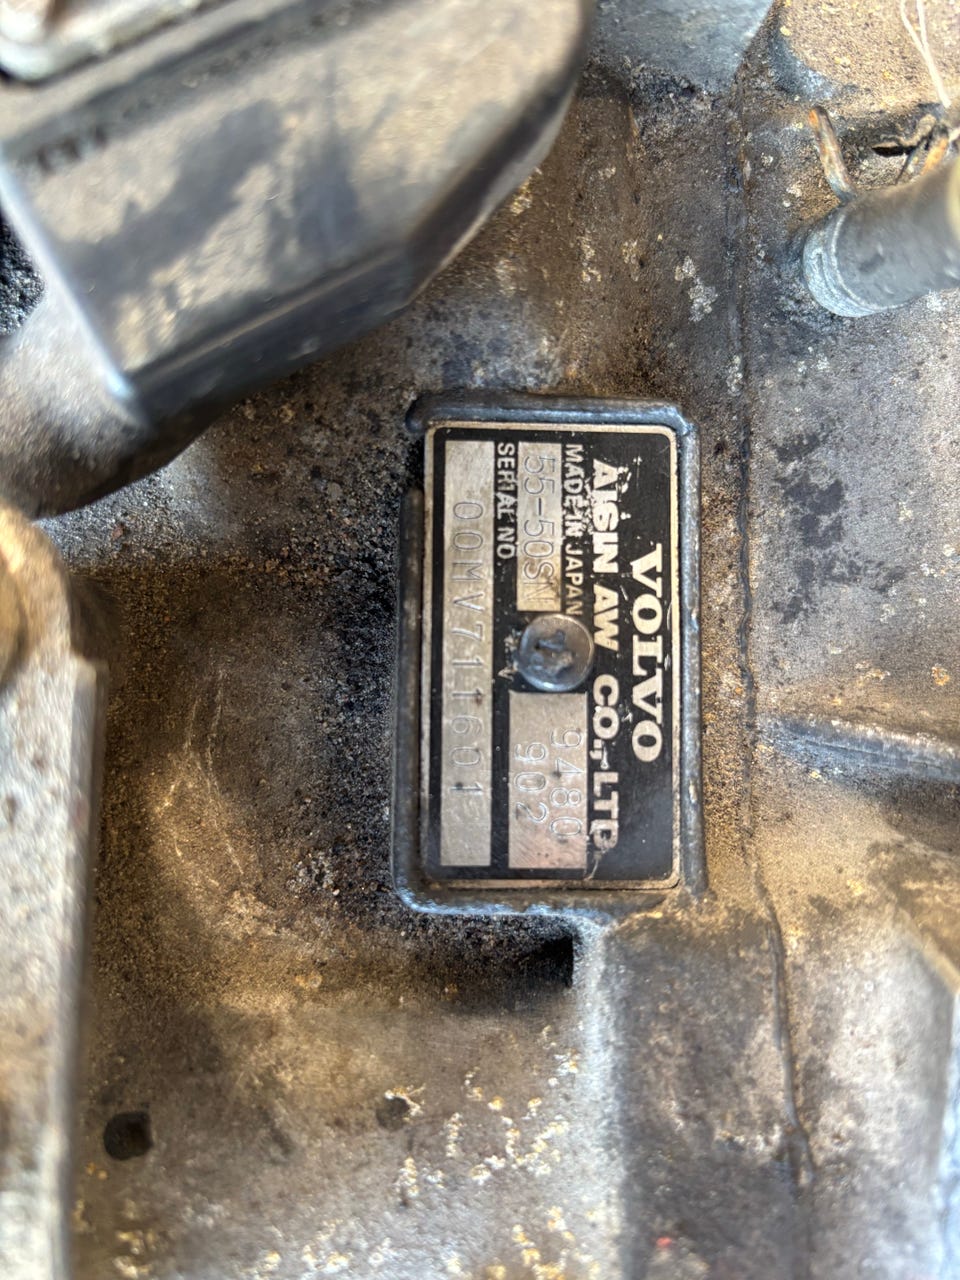 VOLVO
AISIN AW CO., LTD.
MADE IN JAPAN
55-50SN
9480
902
SERIAL NO.
00MV711601